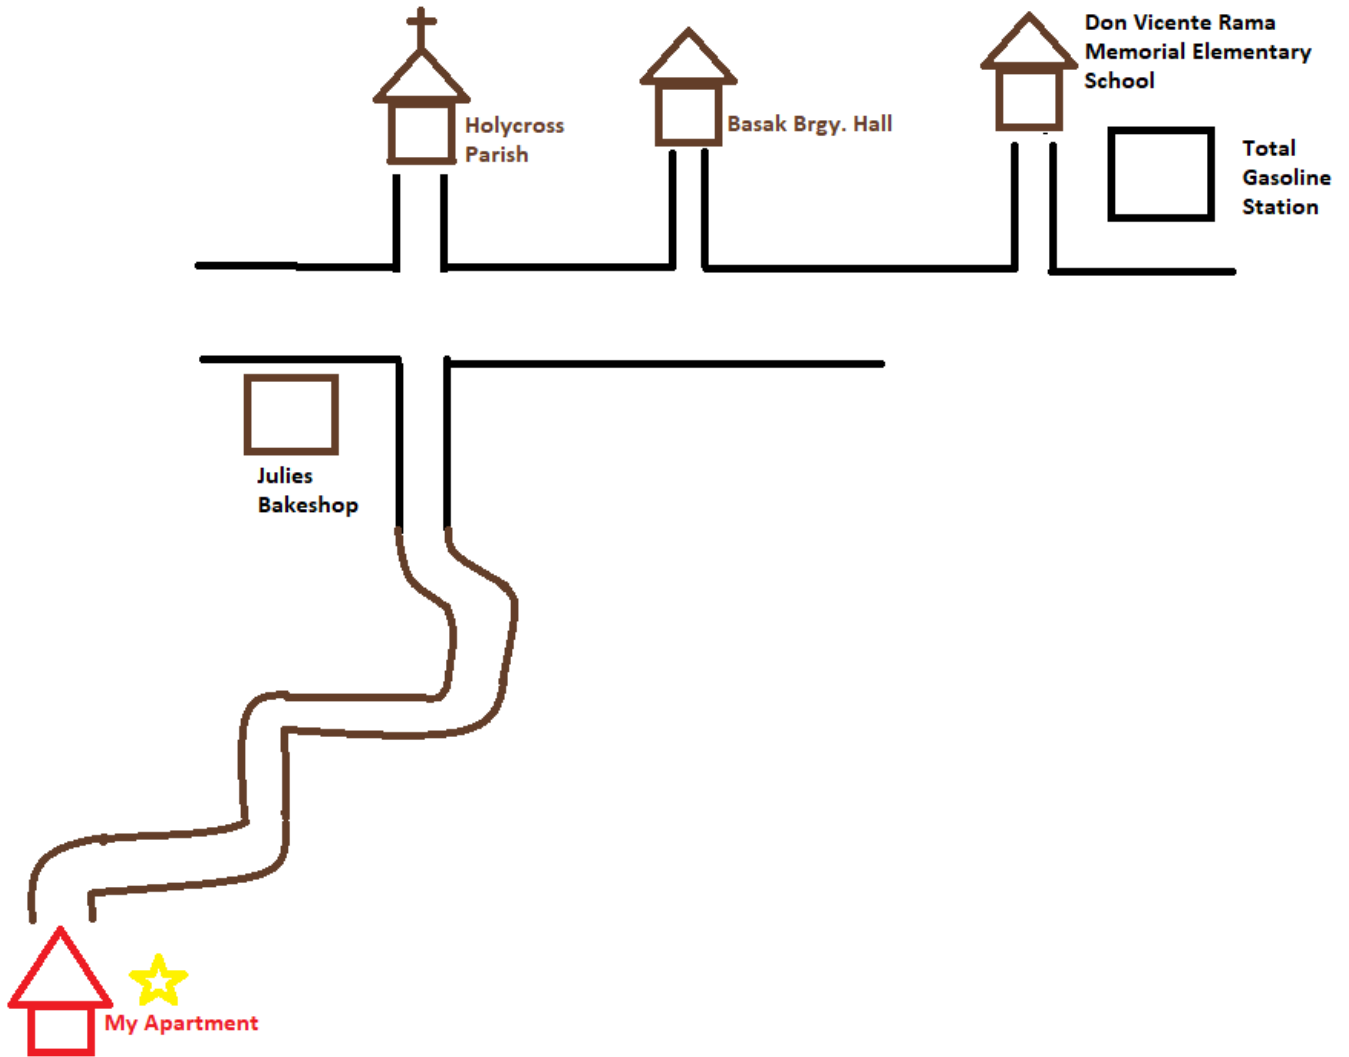 Don Vicente Rama
Memorial Elementary
School
Holycross
Parish
Basak Brgy. Hall
Total
Gasoline
Station
Julies
Bakeshop
My Apartment